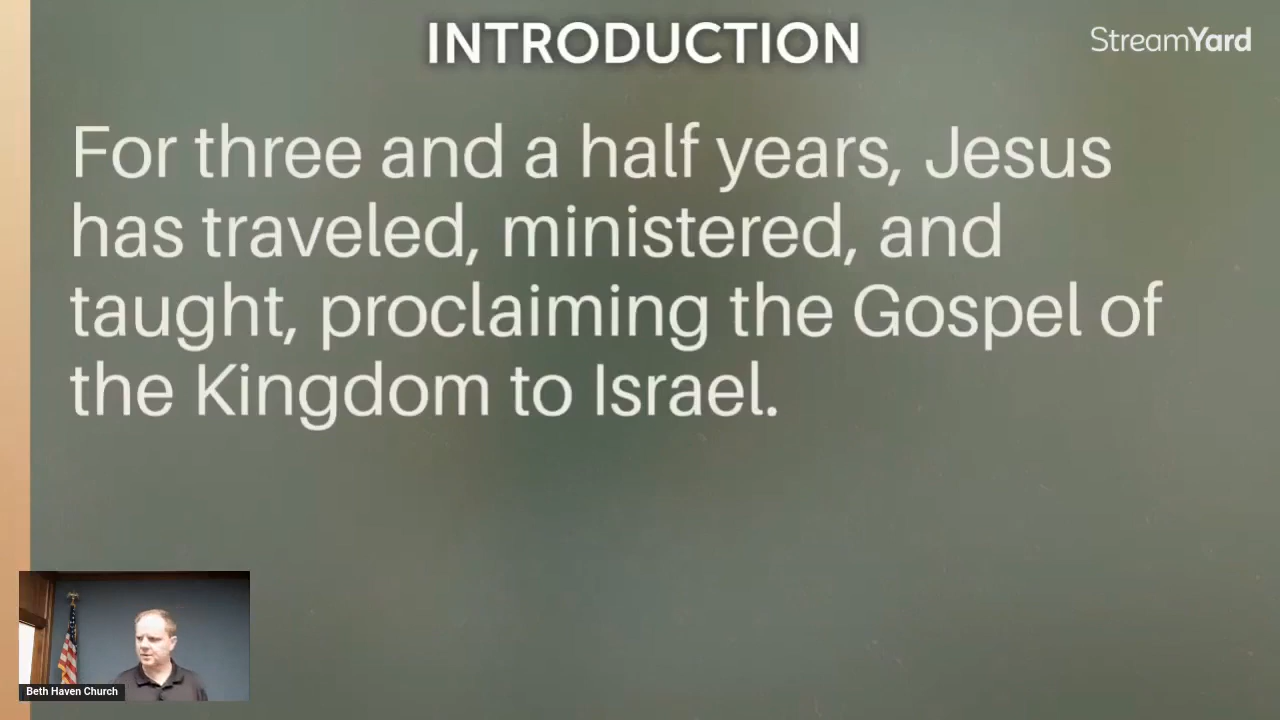 INTRODUCTION
StreamYard
For three and a half years, Jesus
has traveled, ministered, and
taught, proclaiming the Gospel of
the Kingdom to Israel.
Beth Haven Church